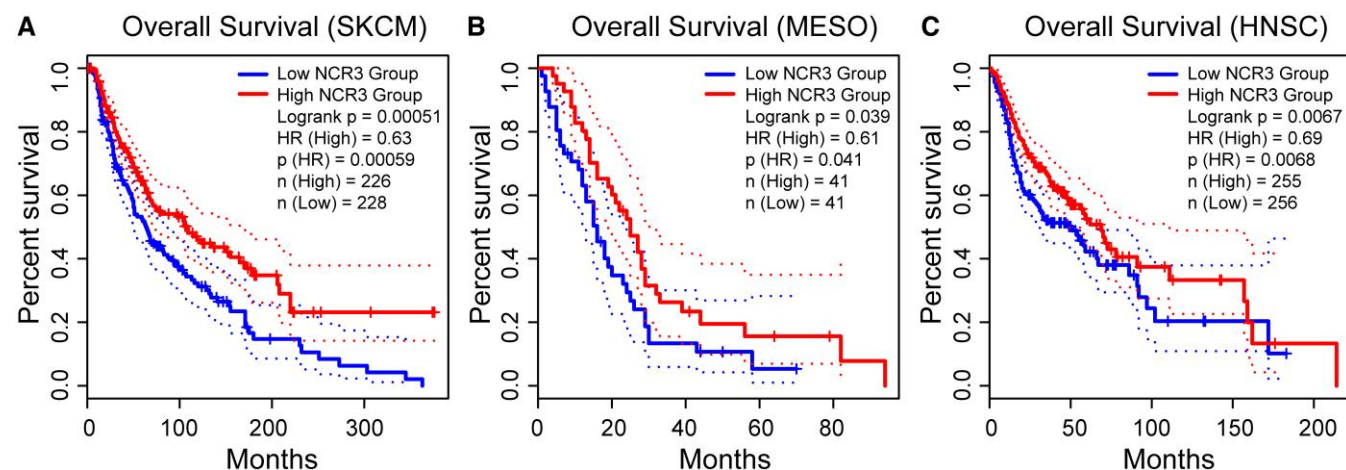 A
Overall Survival (SKCM)
Percent survival
1.0
0.8
0.6
0.4
0.2
0.0
Low NCR3 Group
High NCR3 Group
Logrank p = 0.00051
HR (High) = 0.63
p (HR) = 0.00059
n (High) = 226
n (Low) = 228
0 100 200 300
Months
B
Overall Survival (MESO)
Percent survival
1.0
0.8
0.6
0.4
0.2
0.0
Low NCR3 Group
High NCR3 Group
Logrank p = 0.039
HR (High) = 0.61
p (HR) = 0.041
n (High) = 41
n (Low) = 41
0 20 40 60 80
Months
C
Overall Survival (HNSC)
Percent survival
1.0
0.8
0.6
0.4
0.2
0.0
Low NCR3 Group
High NCR3 Group
Logrank p = 0.0067
HR (High) = 0.69
p (HR) = 0.0068
n (High) = 255
n (Low) = 256
0 50 100 150 200
Months